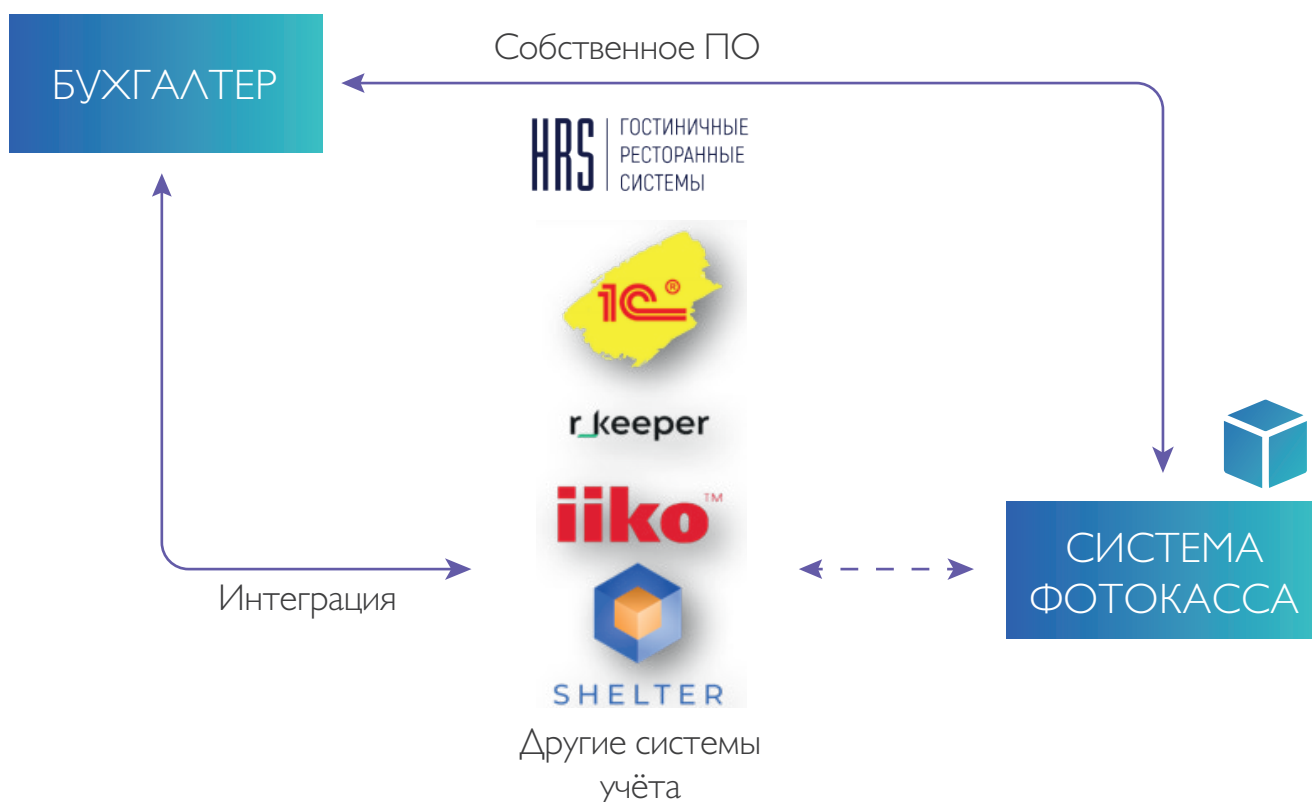 Собственное ПО
БУХГАЛТЕР
HRS
ГОСТИНИЧНЫЕ
РЕСТОРАННЫЕ
СИСТЕМЫ
1С®
r_keeper
iiko™
SHELTER
Интеграция
СИСТЕМА
ФОТОКАССА
Другие системы
учёта